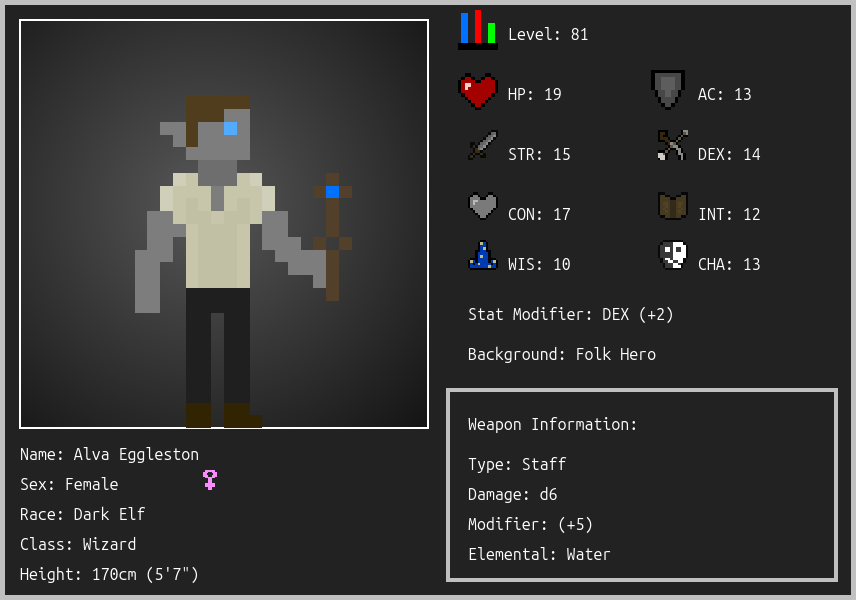 Level: 81
HP: 19
AC: 13
STR: 15
DEX: 14
CON: 17
INT: 12
WIS: 10
CHA: 13
Stat Modifier: DEX (+2)
Background: Folk Hero
Weapon Information:
Type: Staff
Damage: d6
Modifier: (+5)
Elemental: Water
Name: Alva Eggleston
Sex: Female
Race: Dark Elf
Class: Wizard
Height: 170cm (5'7")